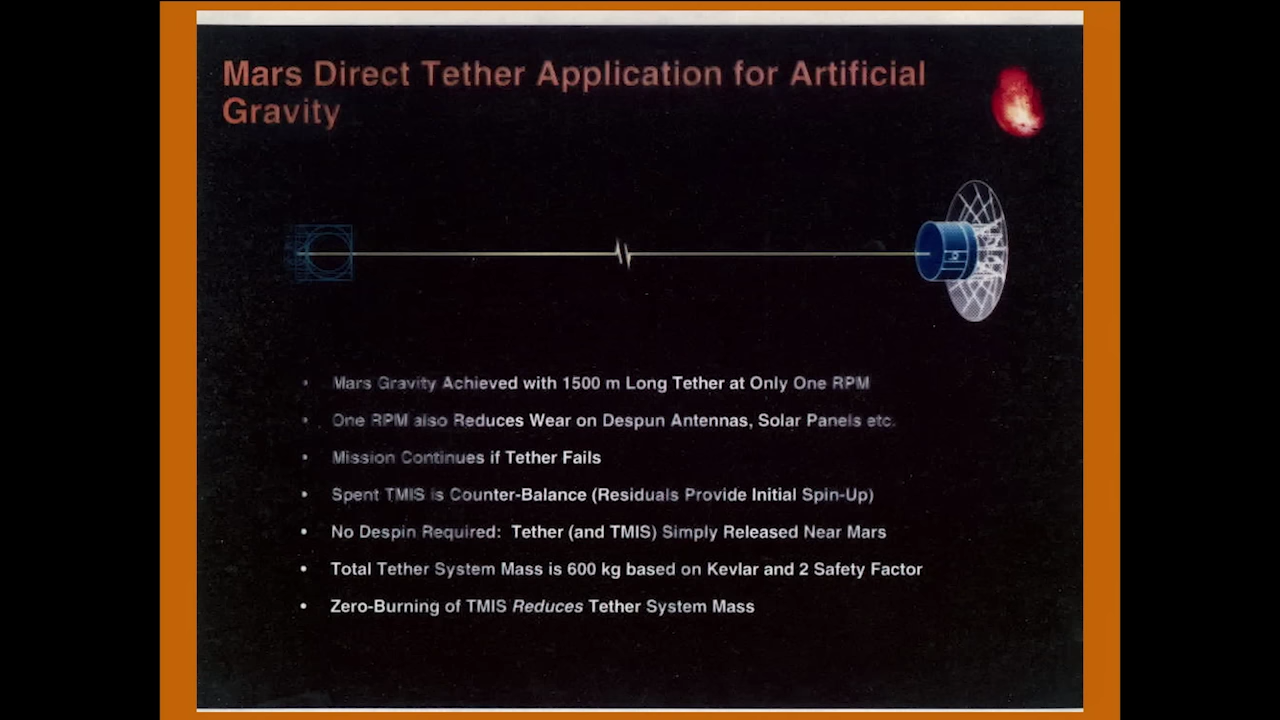 Mars Direct Tether Application for Artificial
Gravity
• Mars Gravity Achieved with 1500 m Long Tether at Only One RPM
• One RPM also Reduces Wear on Despun Antennas, Solar Panels etc.
• Mission Continues if Tether Fails
• Spent TMIS is Counter-Balance (Residuals Provide Initial Spin-Up)
• No Despin Required: Tether (and TMIS) Simply Released Near Mars
• Total Tether System Mass is 600 kg based on Kevlar and 2 Safety Factor
• Zero-Burning of TMIS Reduces Tether System Mass